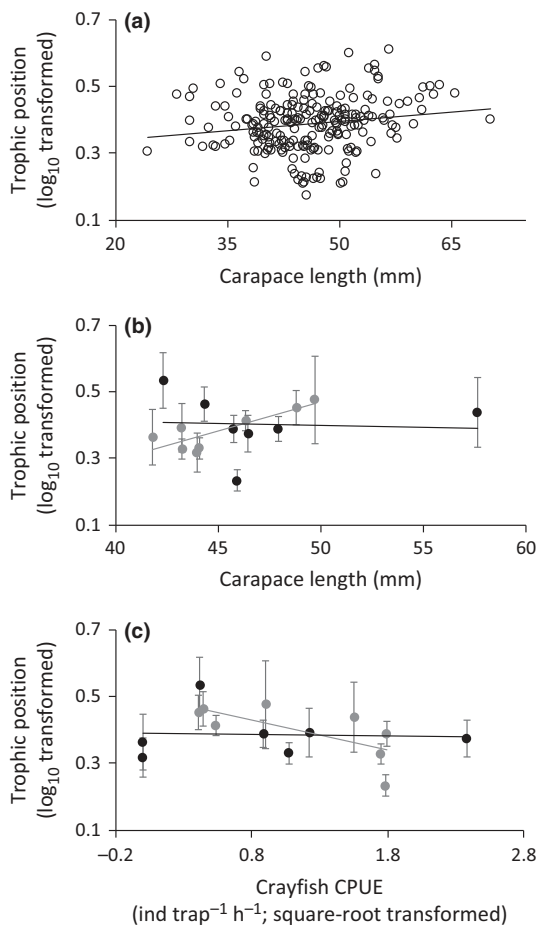 0.7
(a)
0.5
0.3
0.1
Trophic position
(log₁₀ transformed)
20 35 50 65
Carapace length (mm)
0.7
(b)
0.5
0.3
0.1
Trophic position
(log₁₀ transformed)
40 45 50 55 60
Carapace length (mm)
0.7
(c)
0.5
0.3
0.1
Trophic position
(log₁₀ transformed)
–0.2 0.8 1.8 2.8
Crayfish CPUE
(ind trap⁻¹ h⁻¹; square-root transformed)